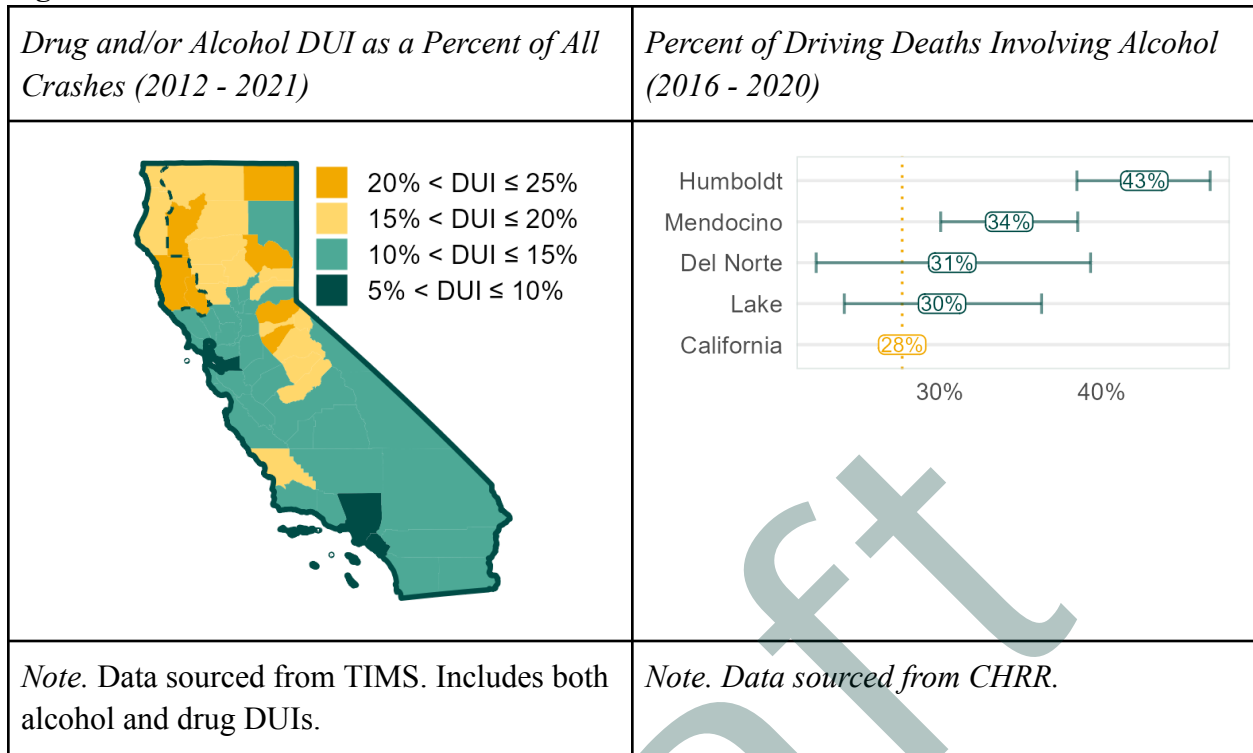 Drug and/or Alcohol DUI as a Percent of All
Crashes (2012 - 2021)
Percent of Driving Deaths Involving Alcohol
(2016 - 2020)
20% < DUI ≤ 25%
15% < DUI ≤ 20%
10% < DUI ≤ 15%
5% < DUI ≤ 10%
Humboldt 43%
Mendocino 34%
Del Norte 31%
Lake 30%
California 28%
30% 40%
Note. Data sourced from TIMS. Includes both
alcohol and drug DUIs.
Note. Data sourced from CHRR.